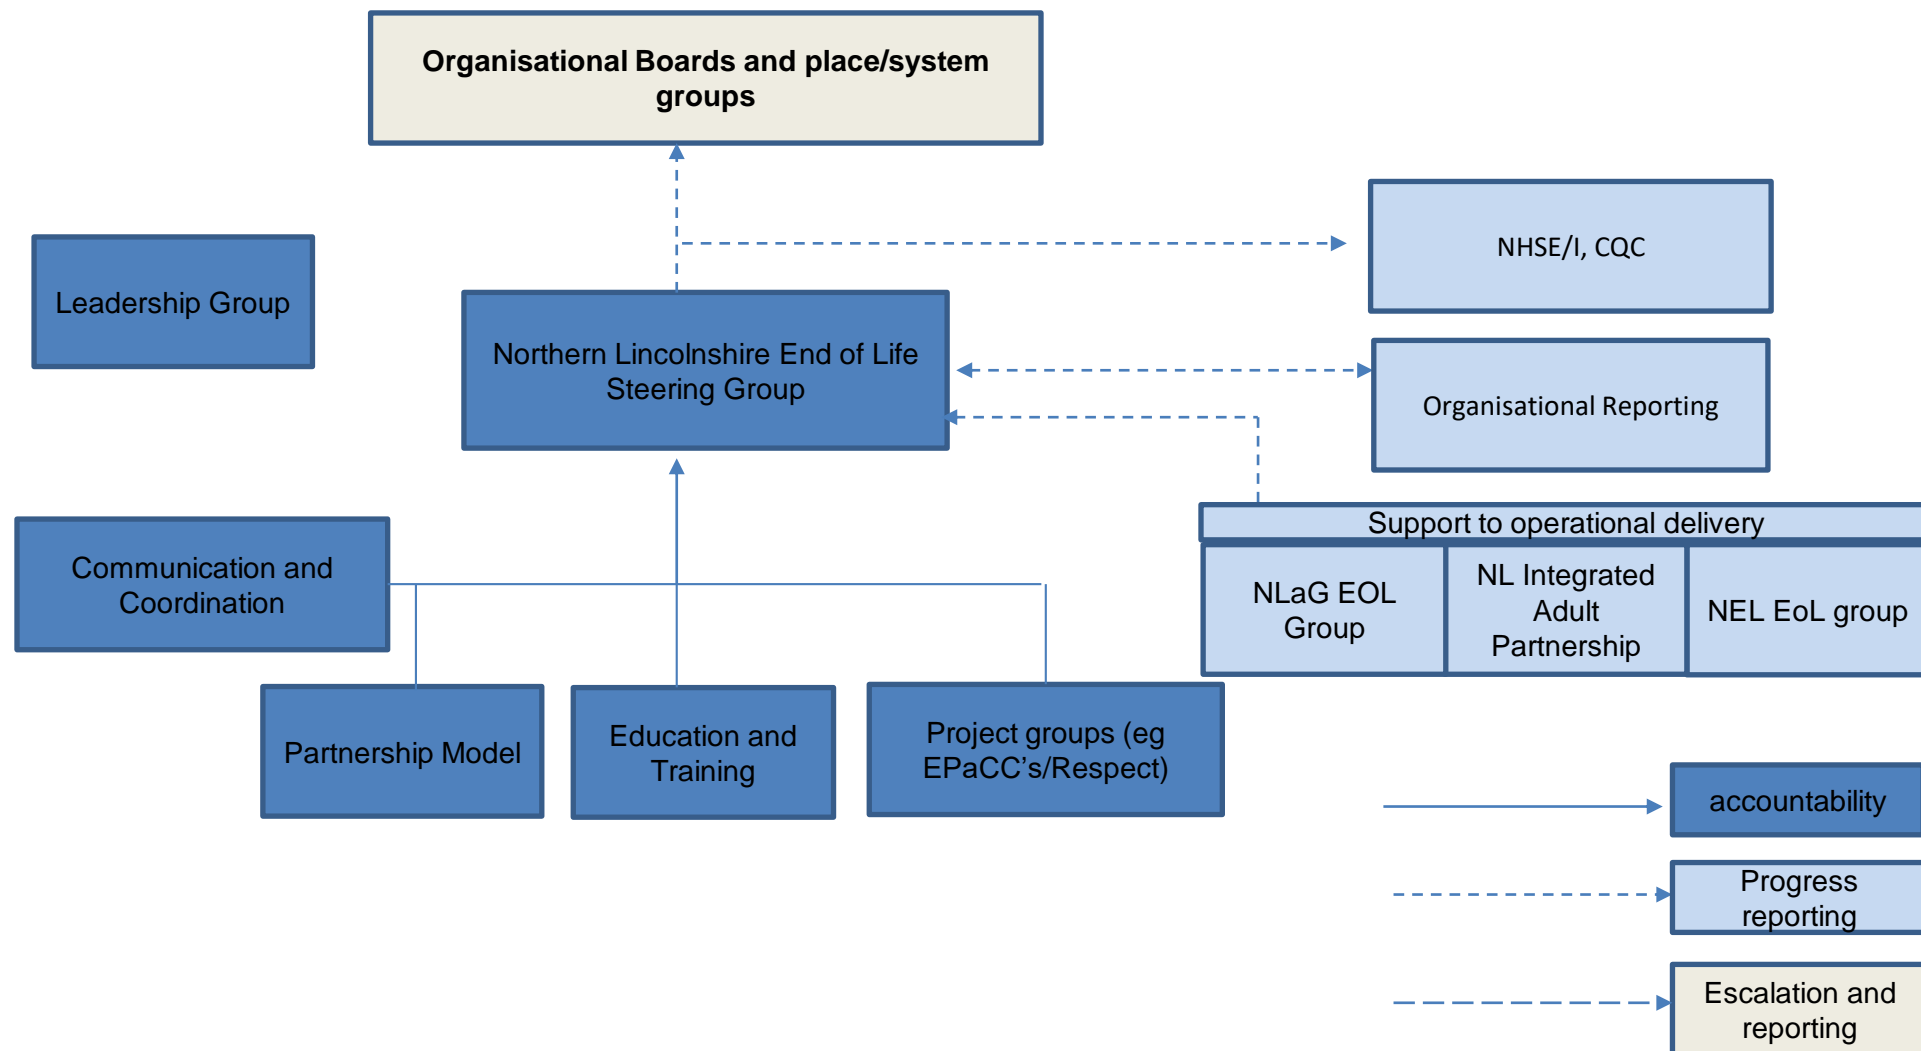 Organisational Boards and place/system
groups
NHSE/I, CQC
Leadership Group
Northern Lincolnshire End of Life
Steering Group
Organisational Reporting
Support to operational delivery
Communication and
Coordination
NLaG EOL
Group
NL Integrated
Adult
Partnership
NEL EoL group
Partnership Model
Education and
Training
Project groups (eg
EPaCC’s/Respect)
accountability
Progress
reporting
Escalation and
reporting